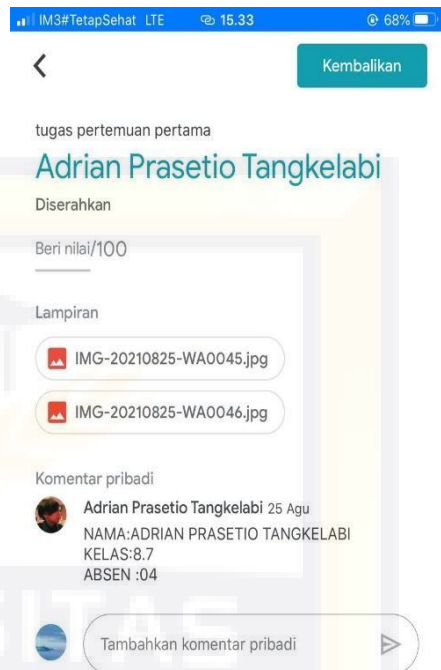 IM3#TetapSehat LTE 15.33 68%
Kembalikan
tugas pertemuan pertama
Adrian Prasetio Tangkelabi
Diserahkan
Beri nilai/100
Lampiran
IMG-20210825-WA0045.jpg
IMG-20210825-WA0046.jpg
Komentar pribadi
Adrian Prasetio Tangkelabi 25 Agu
NAMA:ADRIAN PRASETIO TANGKELABI
KELAS:8.7
ABSEN :04
SITAS
Tambahkan komentar pribadi